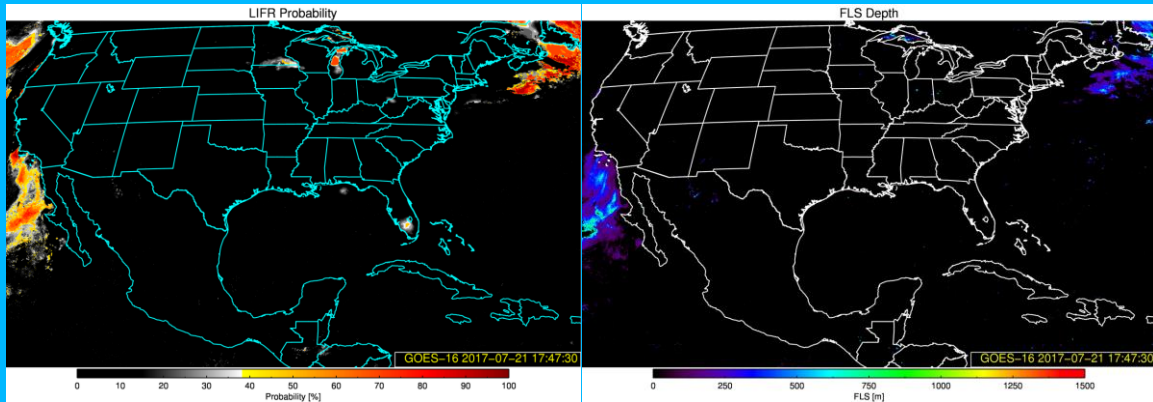 LIFR Probability
GOES-16 2017-07-21 17:47:30
0 10 20 30 40 50 60 70 80 90 100
Probability [%]
FLS Depth
GOES-16 2017-07-21 17:47:30
0 250 500 750 1000 1250 1500
FLS [m]